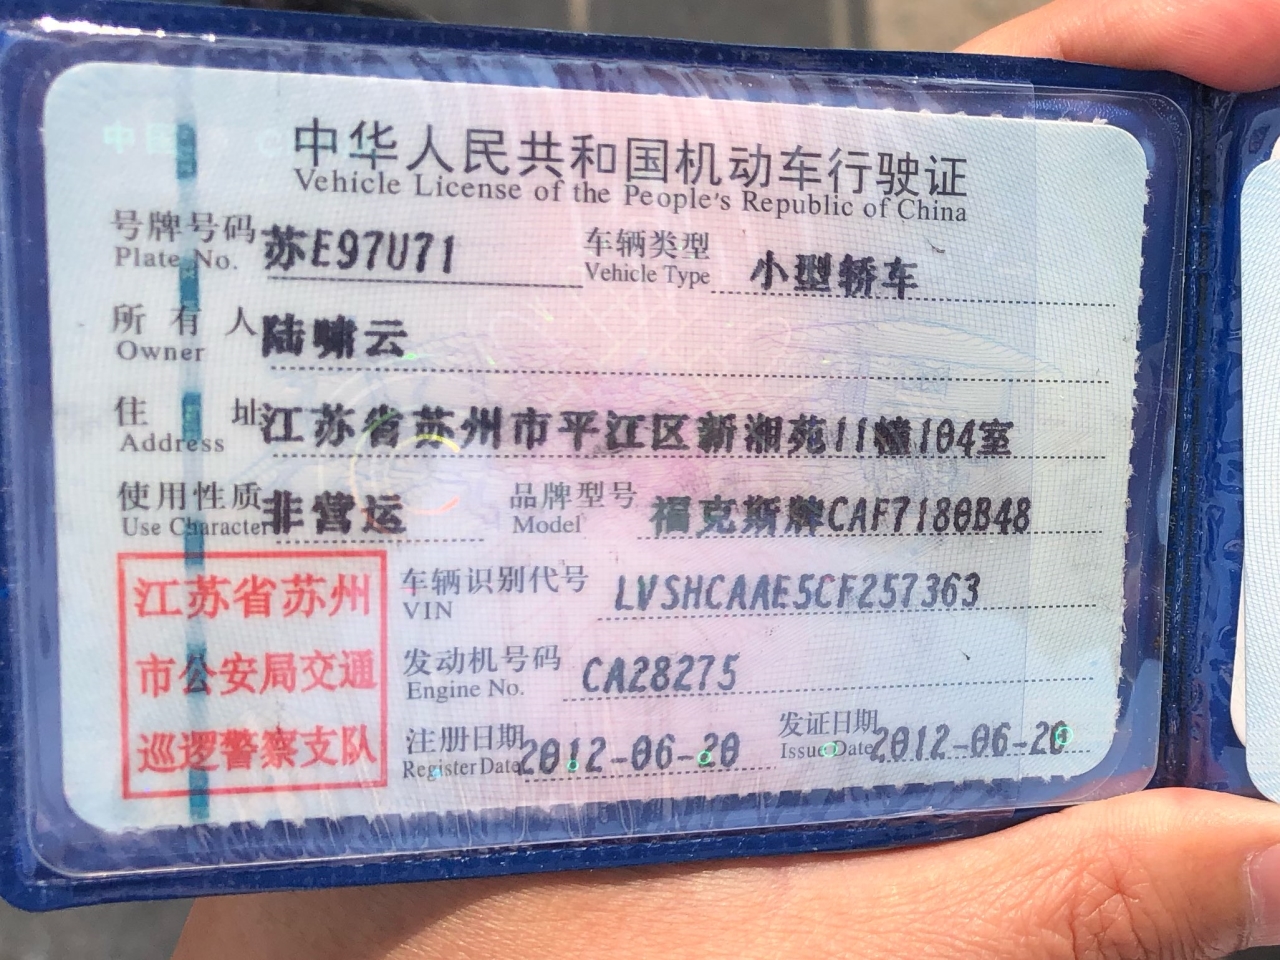 中华人民共和国机动车行驶证
Vehicle License of the People's Republic of China
号牌号码 苏E97U71 车辆类型 小型轿车
Plate No. Vehicle Type
所有人 陆啸云
Owner
住址 江苏省苏州市平江区新湘苑11幢104室
Address
使用性质 非营运 品牌型号 福克斯牌CAF7180B48
Use Character Model
江苏省苏州
市公安局交通
巡逻警察支队
车辆识别代号 LVSHCAAE5CF257363
VIN
发动机号码 CA28275
Engine No.
注册日期 2012-06-20 发证日期 2012-06-20
Register Date Issue Date